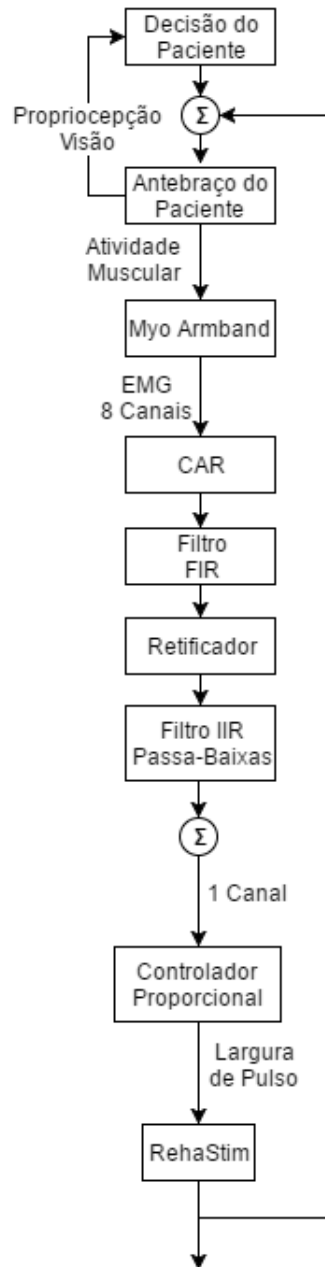 Decisão do
Paciente
Σ
Propriocepção
Visão
Antebraço do
Paciente
Atividade
Muscular
Myo Armband
EMG
8 Canais
CAR
Filtro
FIR
Retificador
Filtro IIR
Passa-Baixas
Σ
1 Canal
Controlador
Proporcional
Largura
de Pulso
RehaStim